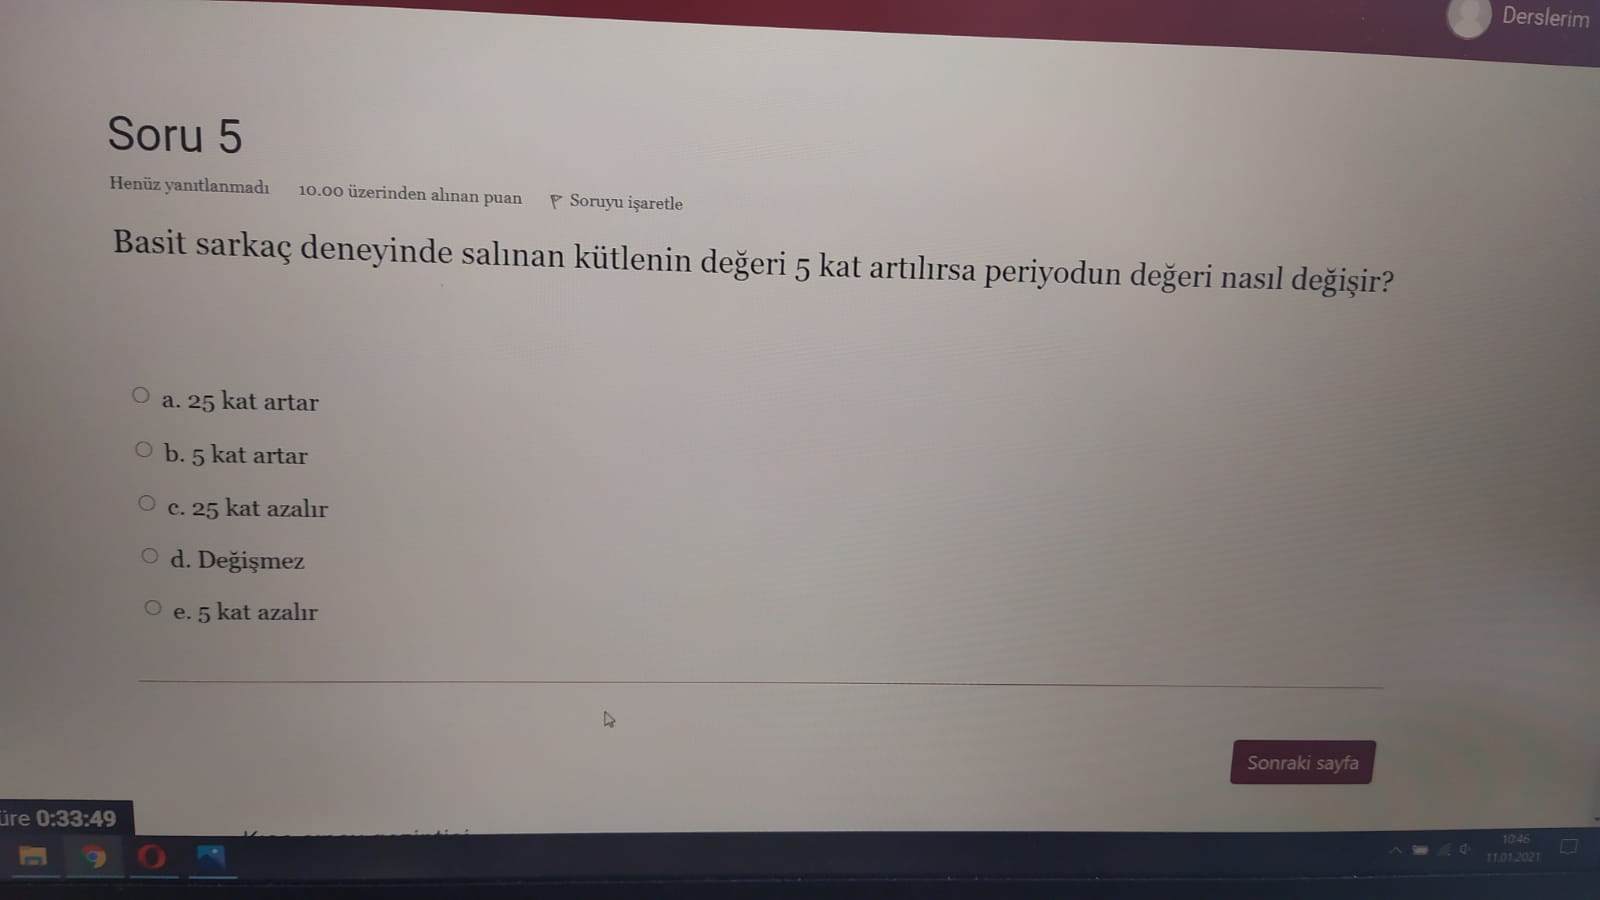 Derslerim
Soru 5
Henüz yanıtlanmadı 10.00 üzerinden alınan puan Soruyu işaretle
Basit sarkaç deneyinde salınan kütlenin değeri 5 kat artılırsa periyodun değeri nasıl değişir?
a. 25 kat artar
b. 5 kat artar
c. 25 kat azalır
d. Değişmez
e. 5 kat azalır
Sonraki sayfa
üre 0:33:49
10:46
11.01.2021